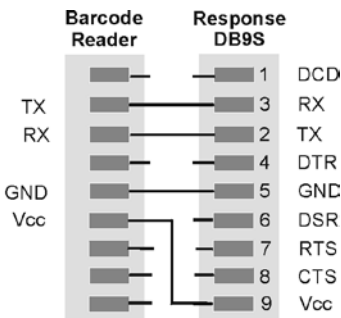 Barcode Reader
Response DB9S
1 DCD
TX 3 RX
RX 2 TX
4 DTR
GND 5 GND
Vcc 6 DSR
7 RTS
8 CTS
9 Vcc